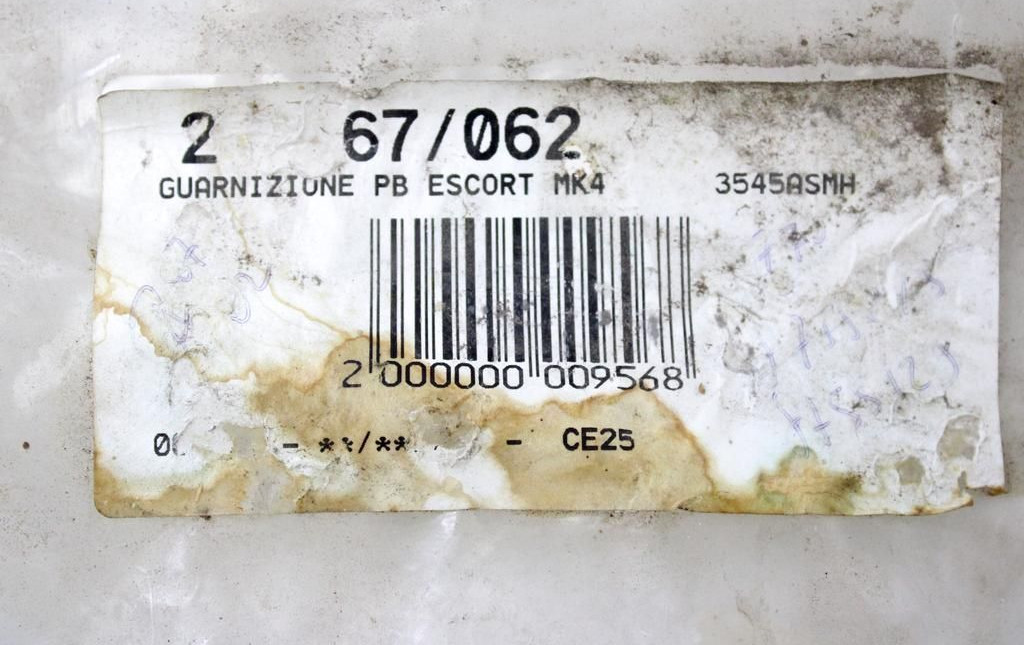 2 67/062
GUARNIZIONE PB ESCORT MK4 3545ASMH
2 000000 009568
- **/** - CE25